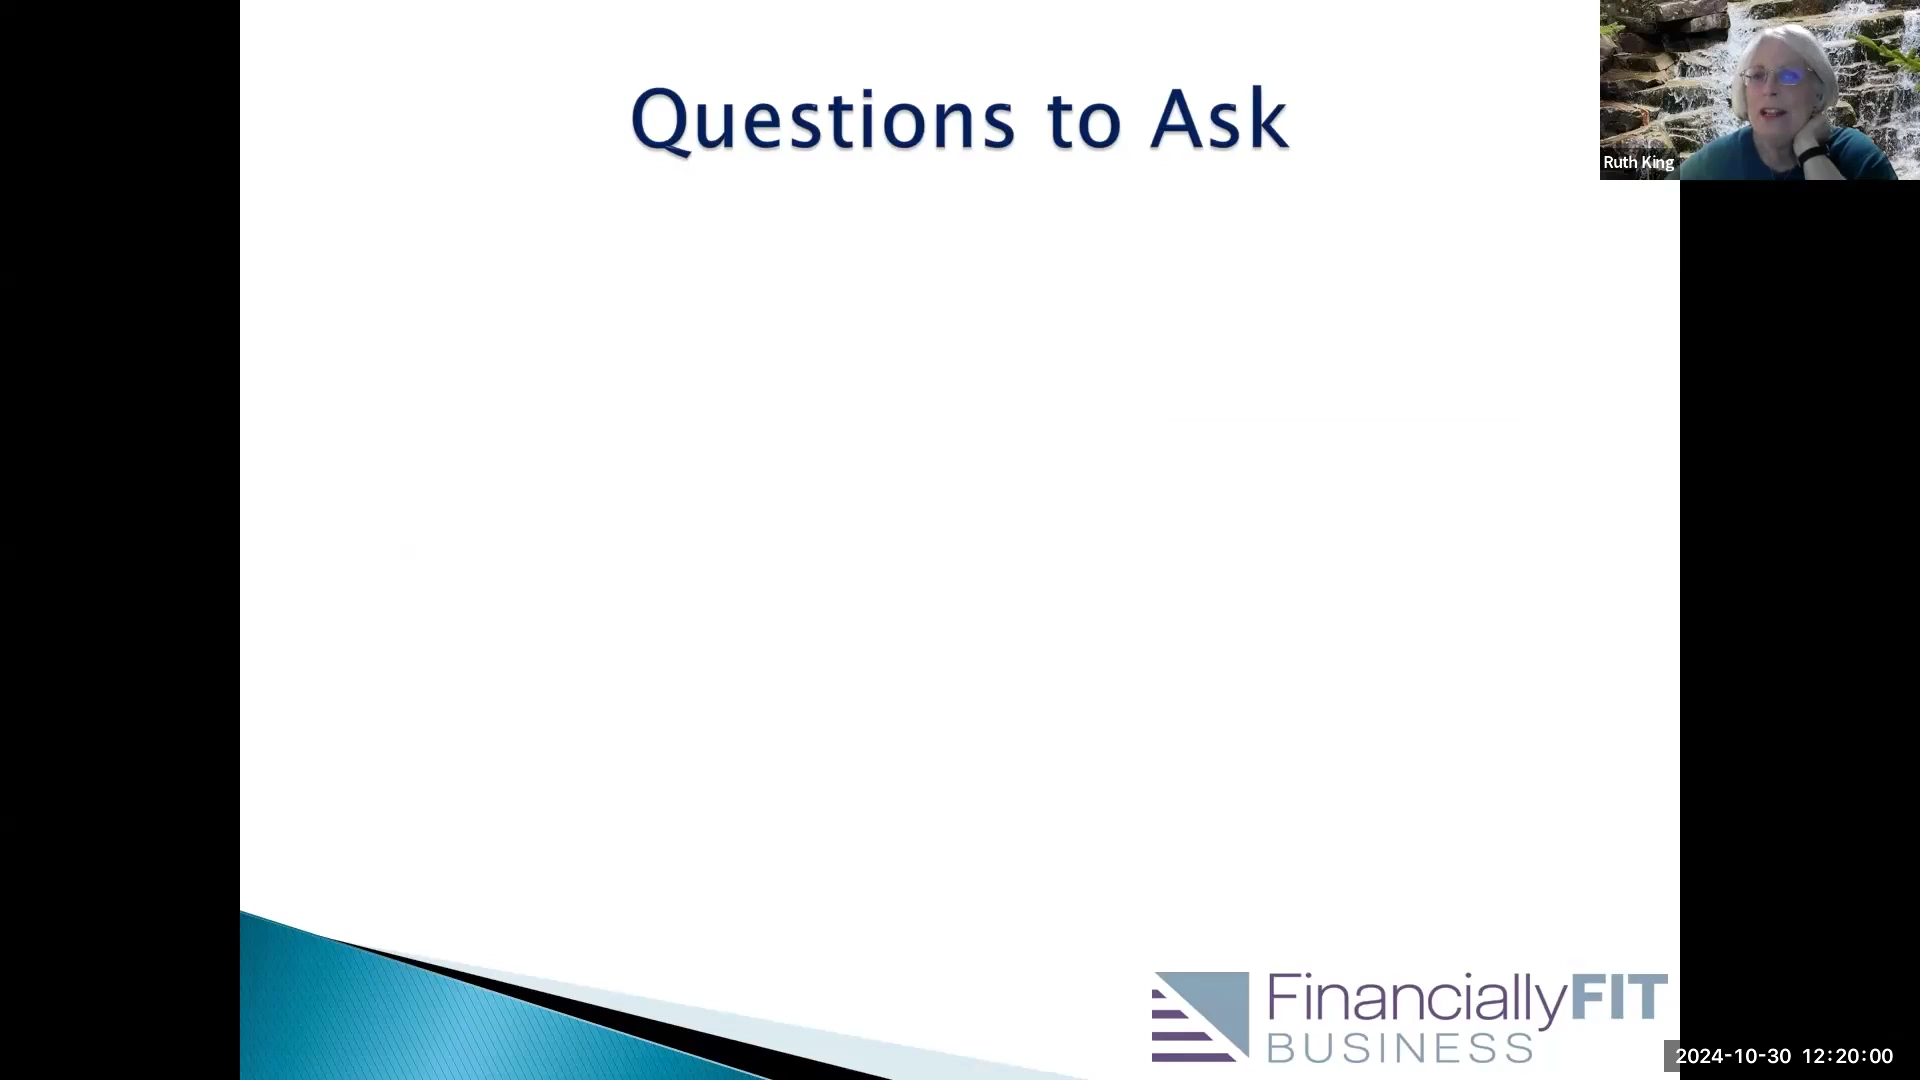 Questions to Ask
Ruth King
FinanciallyFIT
BUSINESS
2024-10-30 12:20:00